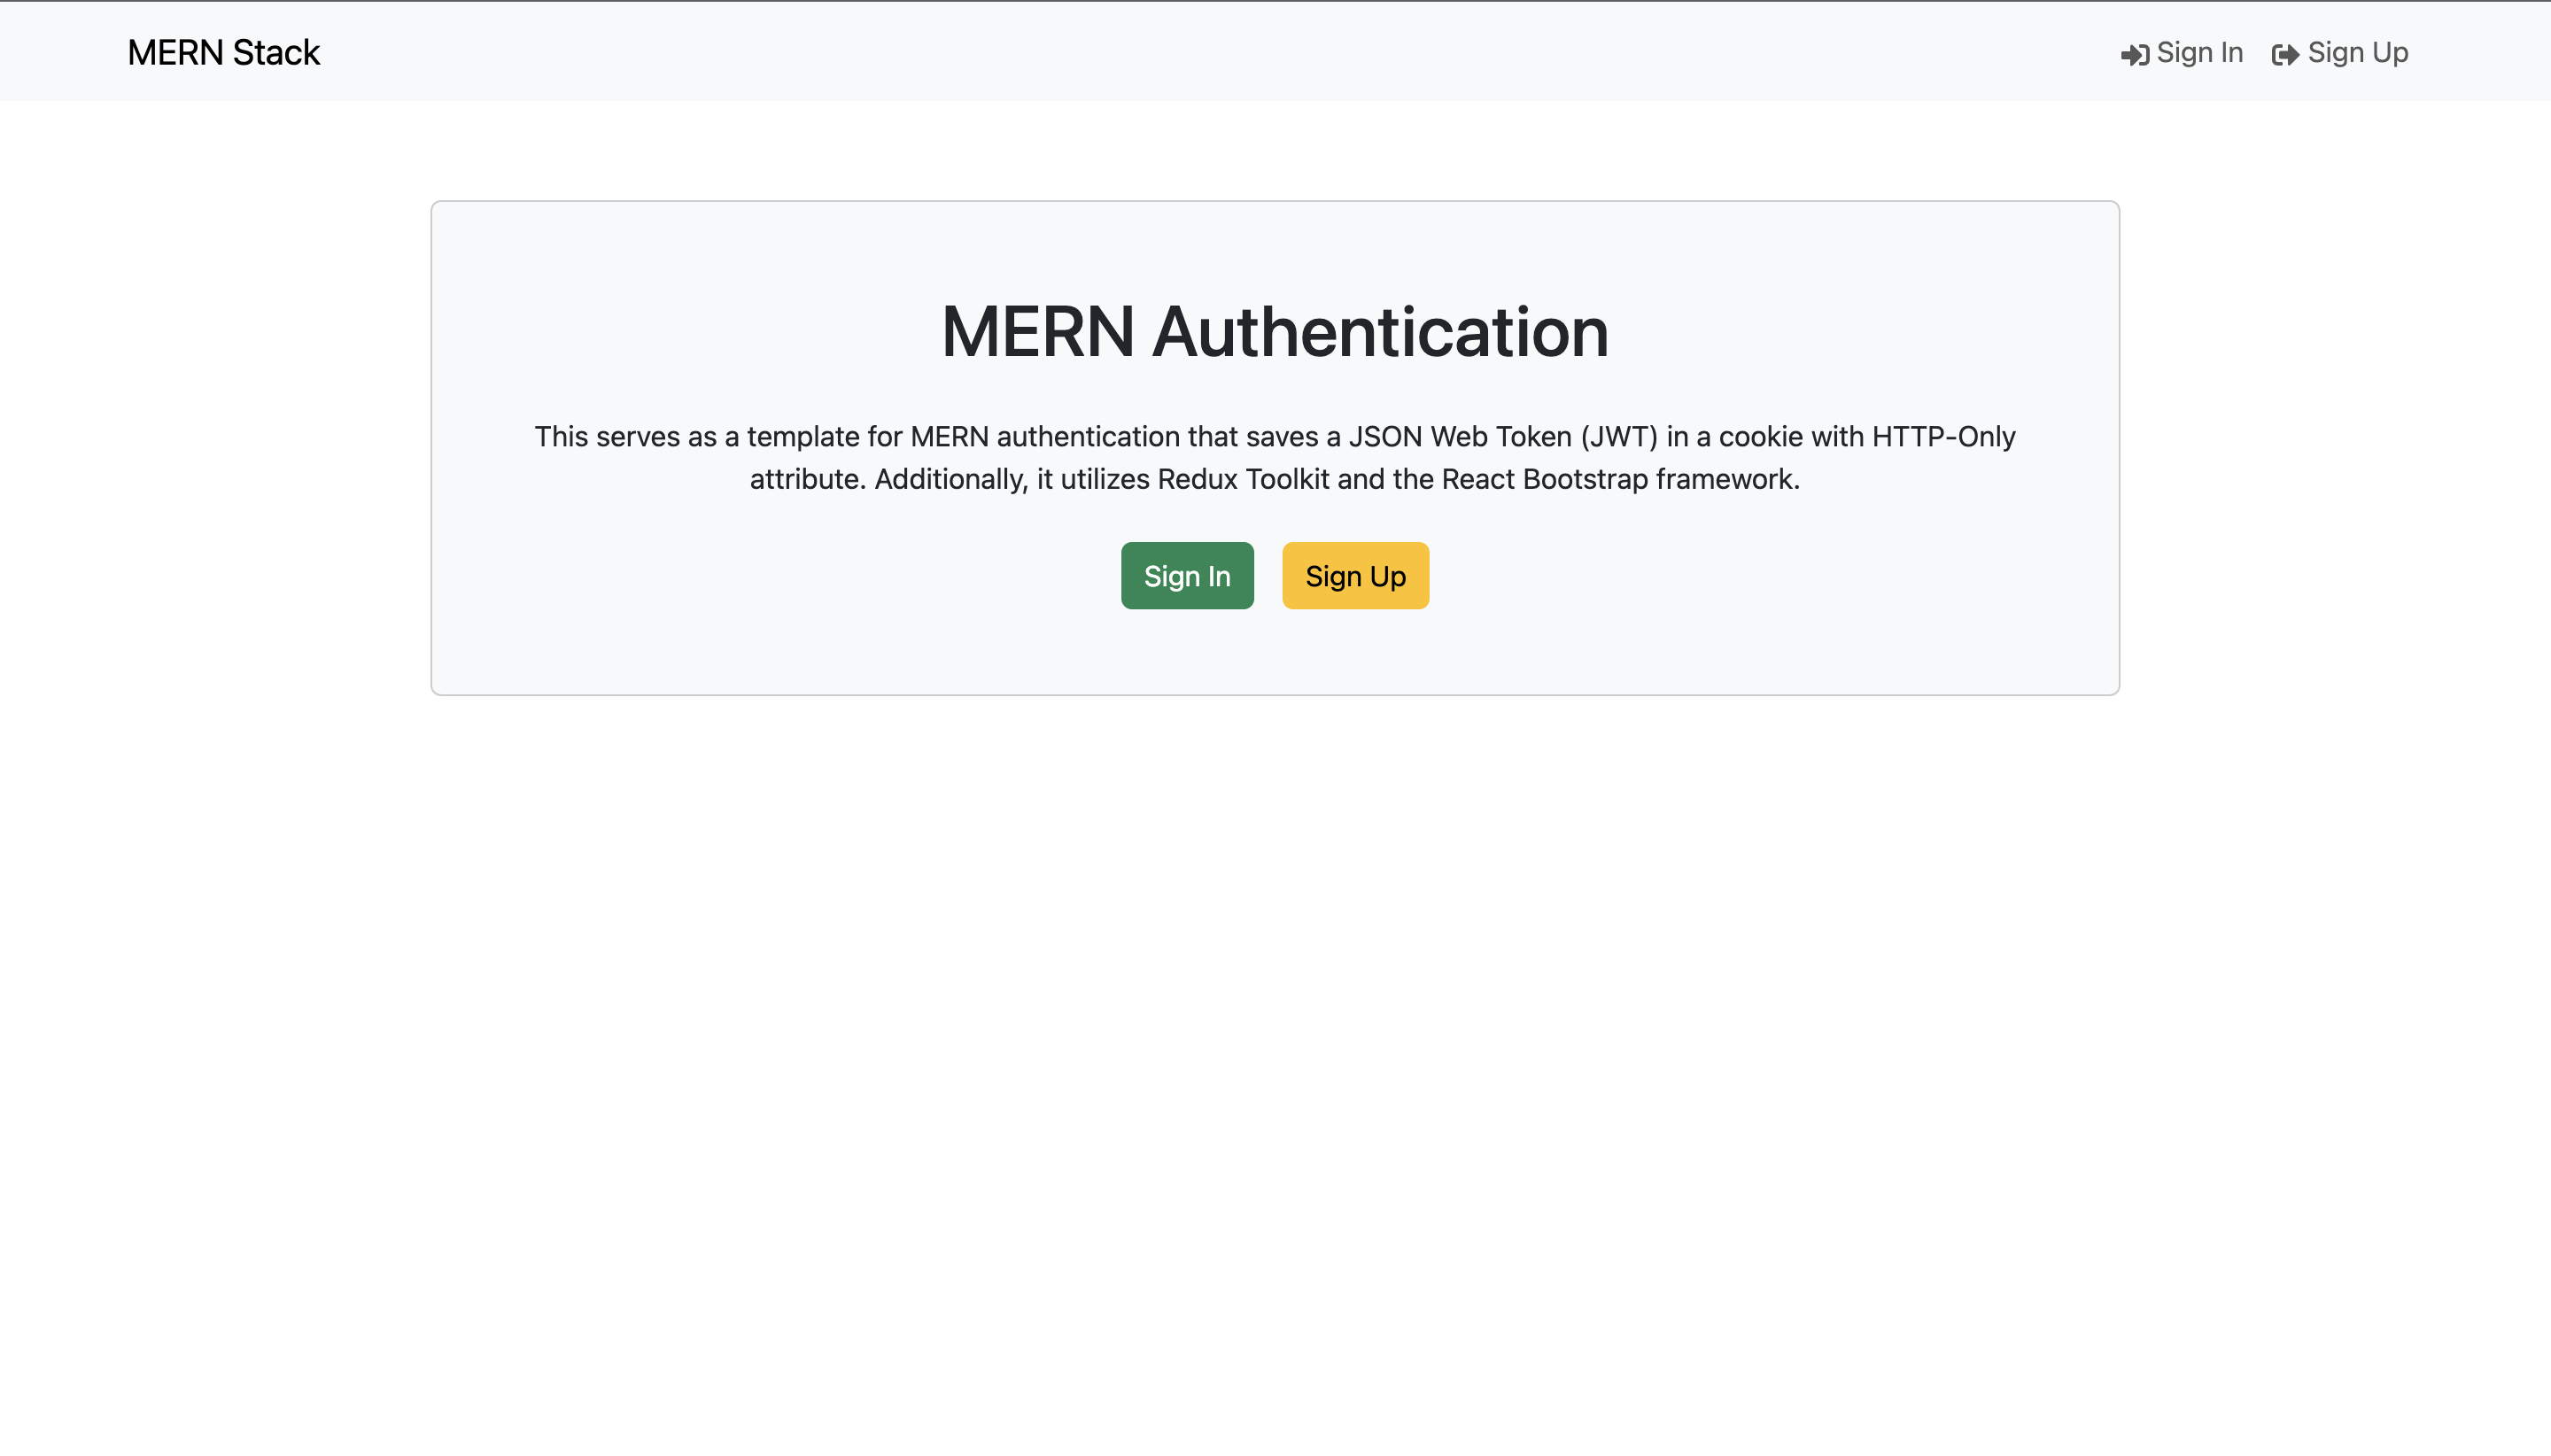 MERN Stack
Sign In
Sign Up
MERN Authentication
This serves as a template for MERN authentication that saves a JSON Web Token (JWT) in a cookie with HTTP-Only
attribute. Additionally, it utilizes Redux Toolkit and the React Bootstrap framework.
Sign In
Sign Up